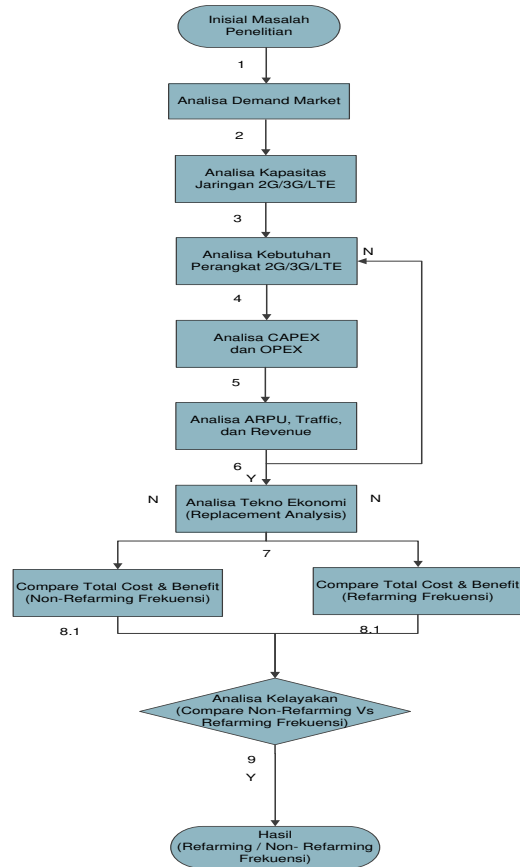 Inisial Masalah
Penelitian
1
Analisa Demand Market
2
Analisa Kapasitas
Jaringan 2G/3G/LTE
3
Analisa Kebutuhan
Perangkat 2G/3G/LTE
N
4
Analisa CAPEX
dan OPEX
5
Analisa ARPU, Traffic,
dan Revenue
6
Y
N
Analisa Tekno Ekonomi
(Replacement Analysis)
N
7
Compare Total Cost & Benefit
(Non-Refarming Frekuensi)
Compare Total Cost & Benefit
(Refarming Frekuensi)
8.1
8.1
Analisa Kelayakan
(Compare Non-Refarming Vs
Refarming Frekuensi)
9
Y
Hasil
(Refarming / Non- Refarming
Frekuensi)